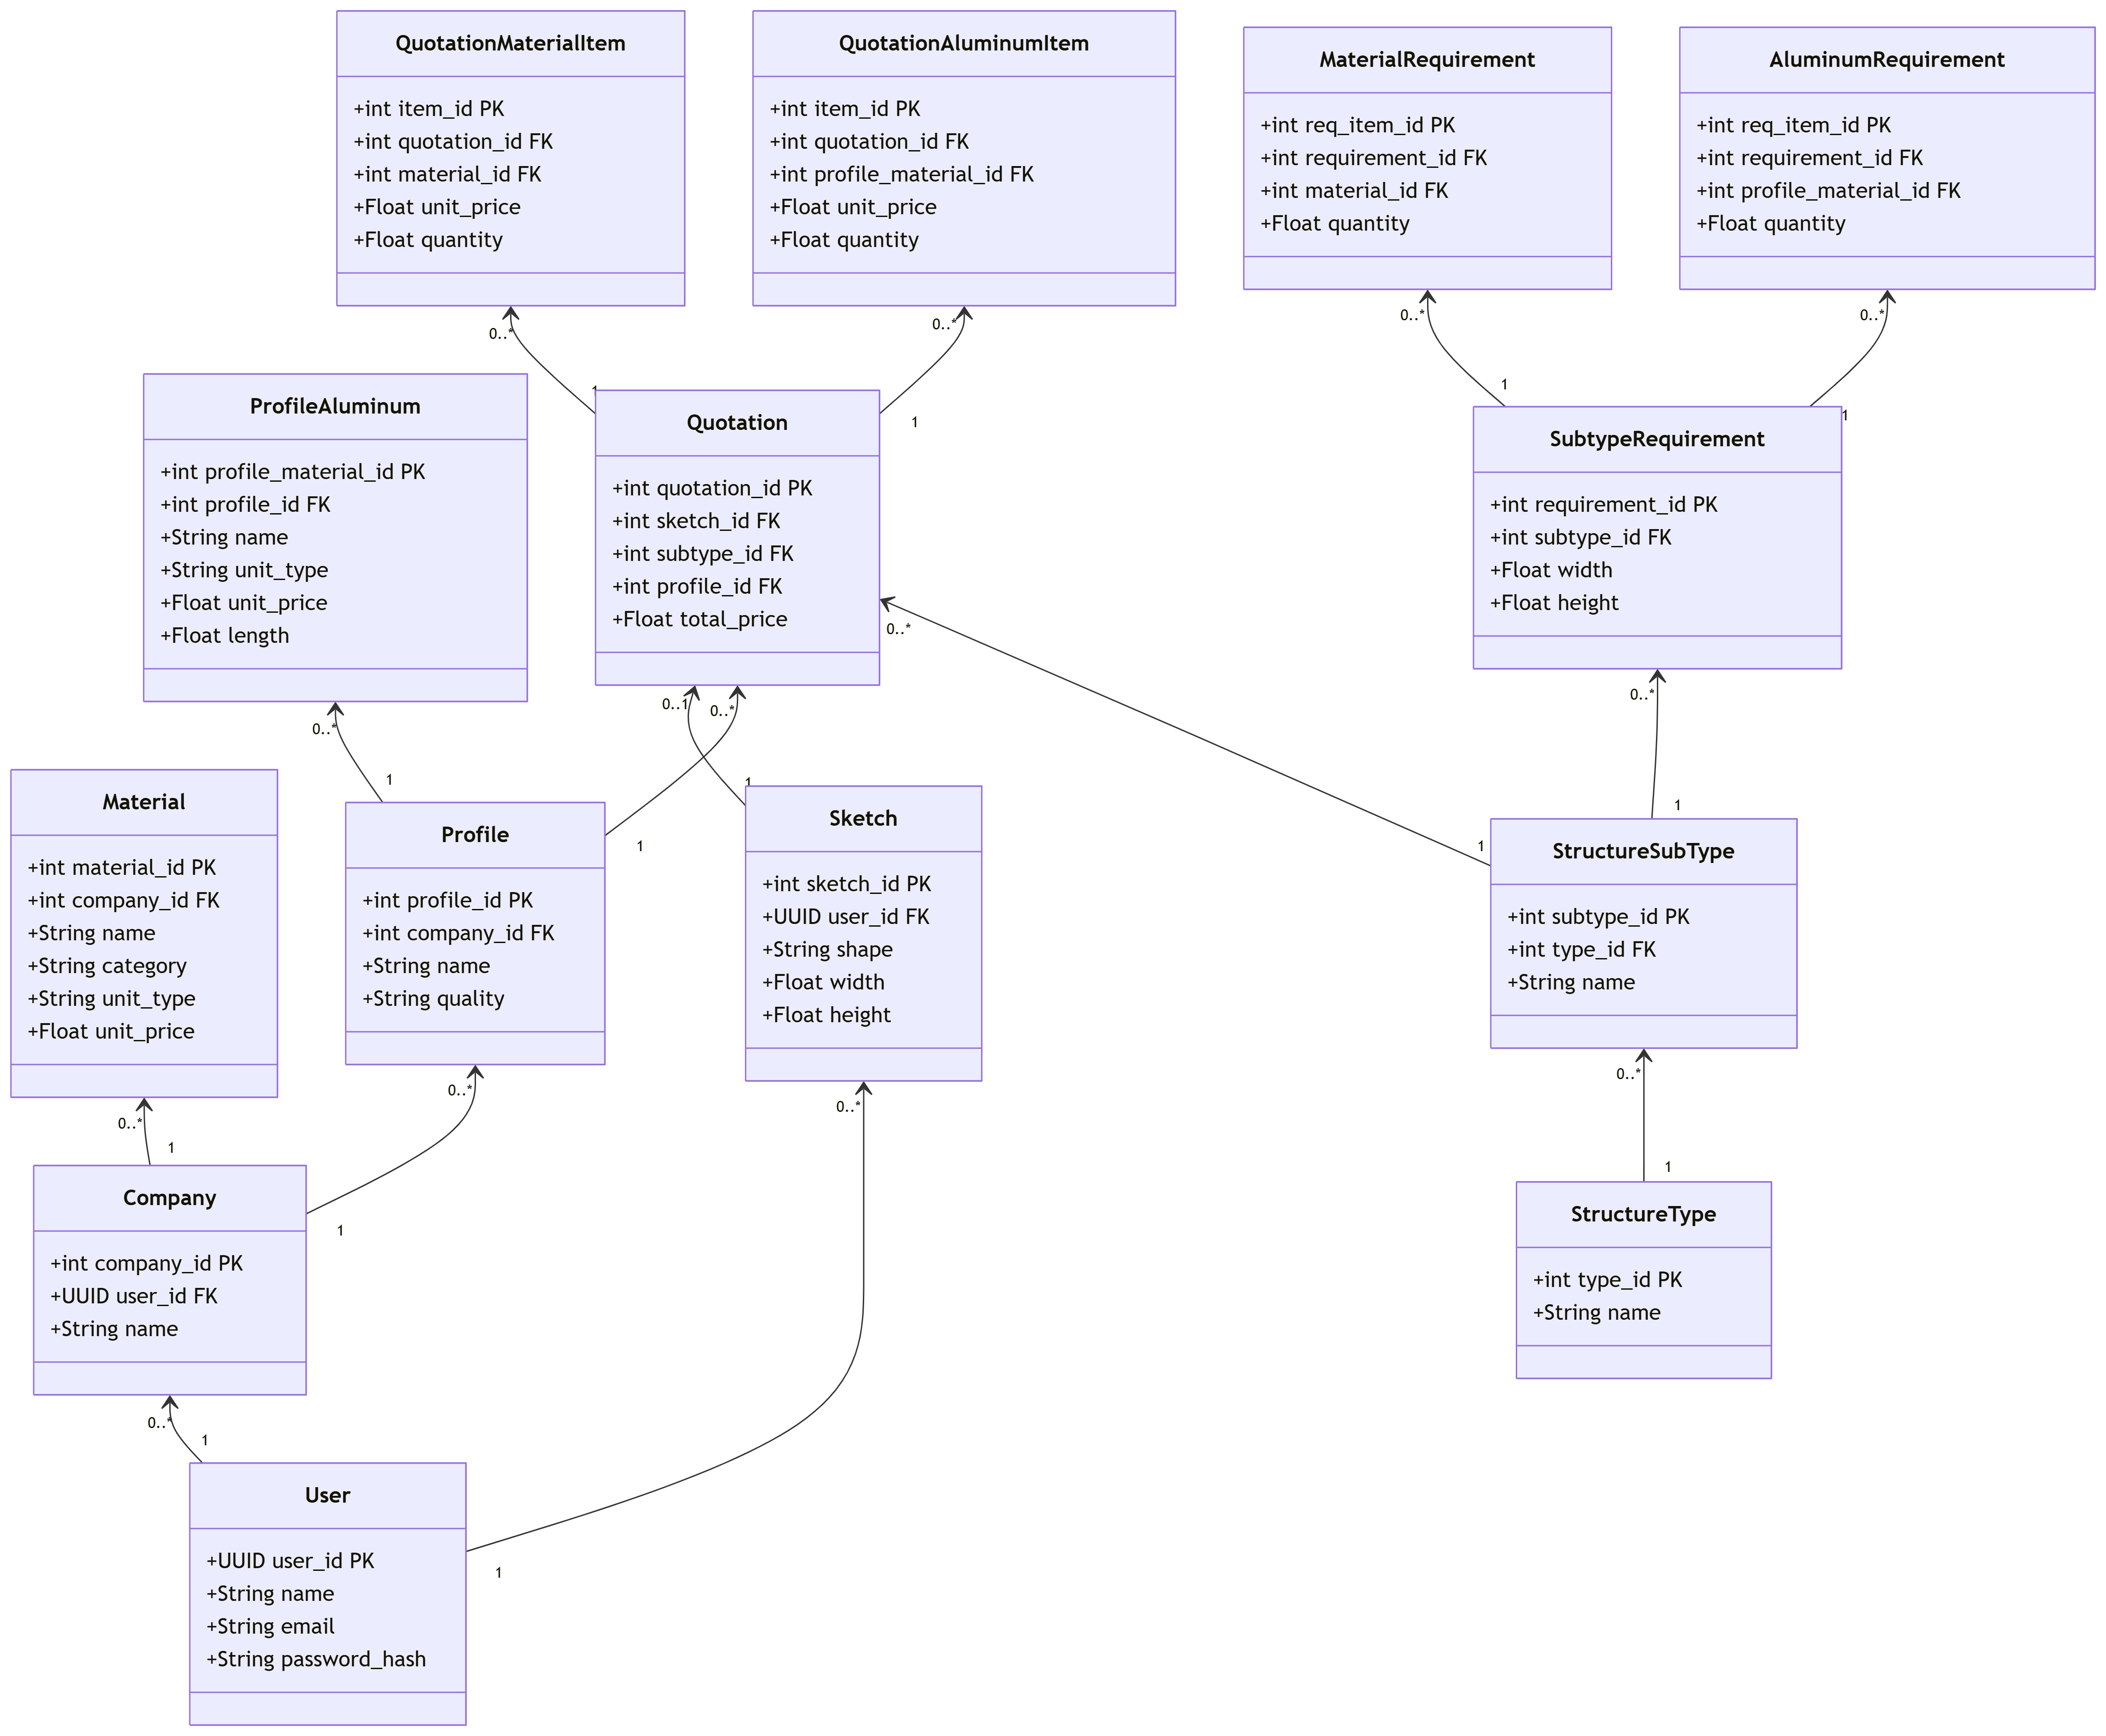 QuotationMaterialItem
+int item_id PK
+int quotation_id FK
+int material_id FK
+Float unit_price
+Float quantity
QuotationAluminumItem
+int item_id PK
+int quotation_id FK
+int profile_material_id FK
+Float unit_price
+Float quantity
MaterialRequirement
+int req_item_id PK
+int requirement_id FK
+int material_id FK
+Float quantity
AluminumRequirement
+int req_item_id PK
+int requirement_id FK
+int profile_material_id FK
+Float quantity
0..*
0..*
0..*
0..*
1
1
1
1
ProfileAluminum
+int profile_material_id PK
+int profile_id FK
+String name
+String unit_type
+Float unit_price
+Float length
Quotation
+int quotation_id PK
+int sketch_id FK
+int subtype_id FK
+int profile_id FK
+Float total_price
SubtypeRequirement
+int requirement_id PK
+int subtype_id FK
+Float width
+Float height
0..*
0..1
0..*
0..*
0..*
1
1
1
1
1
Material
+int material_id PK
+int company_id FK
+String name
+String category
+String unit_type
+Float unit_price
Profile
+int profile_id PK
+int company_id FK
+String name
+String quality
Sketch
+int sketch_id PK
+UUID user_id FK
+String shape
+Float width
+Float height
StructureSubType
+int subtype_id PK
+int type_id FK
+String name
0..*
0..*
0..*
0..*
1
1
1
Company
+int company_id PK
+UUID user_id FK
+String name
StructureType
+int type_id PK
+String name
0..*
1
1
User
+UUID user_id PK
+String name
+String email
+String password_hash